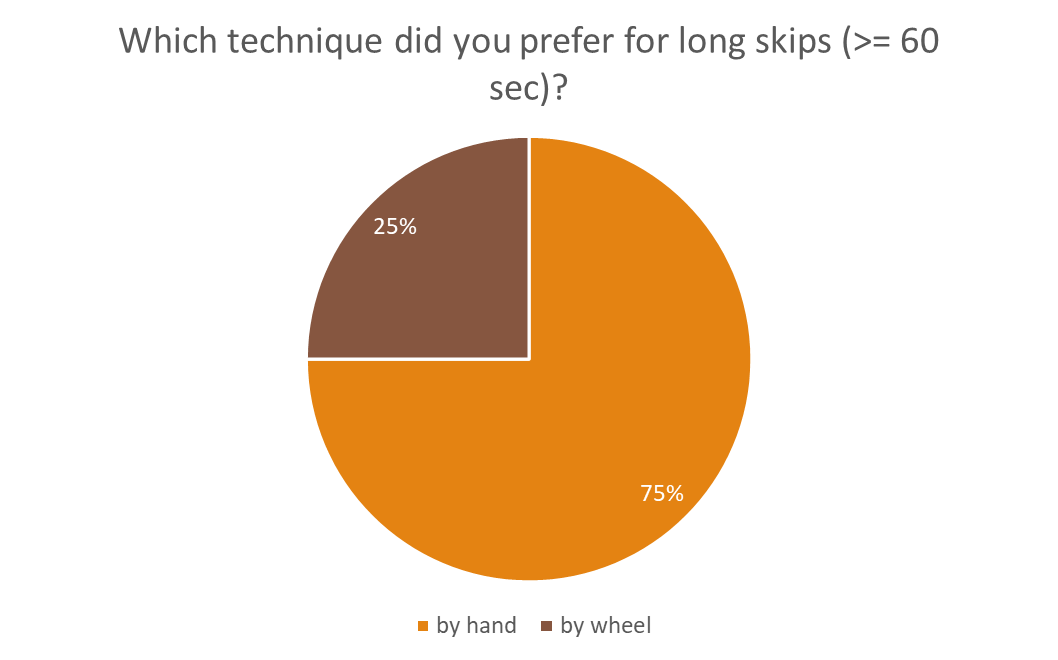 Which technique did you prefer for long skips (>= 60
sec)?
25%
75%
by hand by wheel